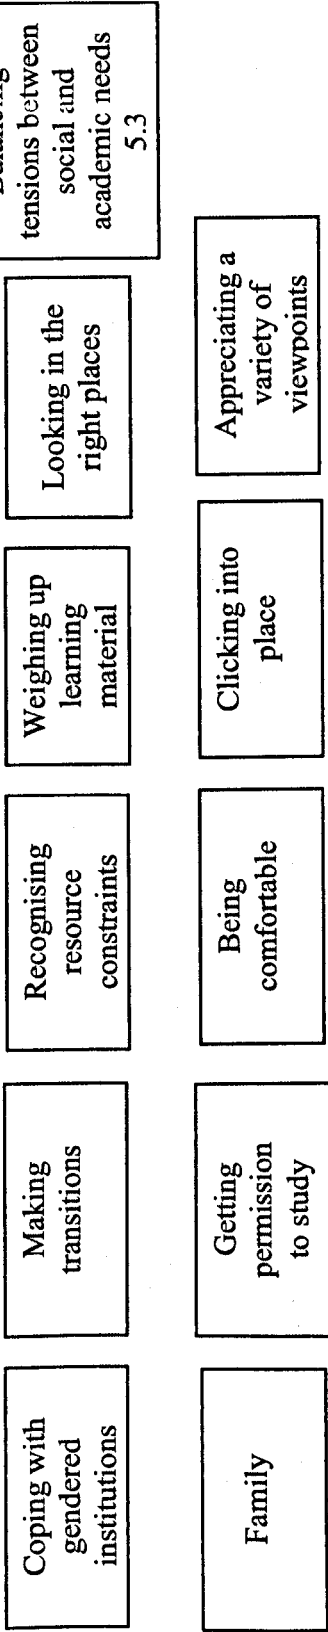 Coping with
gendered
institutions
Making
transitions
Recognising
resource
constraints
Weighing up
learning
material
Looking in the
right places
tensions between
social and
academic needs
5.3
Family
Getting
permission
to study
Being
comfortable
Clicking into
place
Appreciating a
variety of
viewpoints